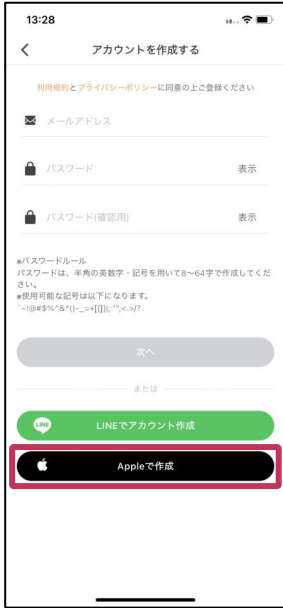 13:28
アカウントを作成する
利用規約とプライバシーポリシーに同意の上ご登録ください
メールアドレス
パスワード 表示
パスワード(確認用) 表示
※パスワードルール
パスワードは、半角の英数字・記号を用いて8〜64字で作成してくだ
さい。
※使用可能な記号は以下になります。
`~!@#$%^&*()-_=+[{]}|;:'",<.>/?
次へ
または
LINE LINEでアカウント作成
Appleで作成